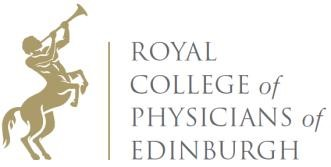 ROYAL
COLLEGE of
PHYSICIANS of
EDINBURGH